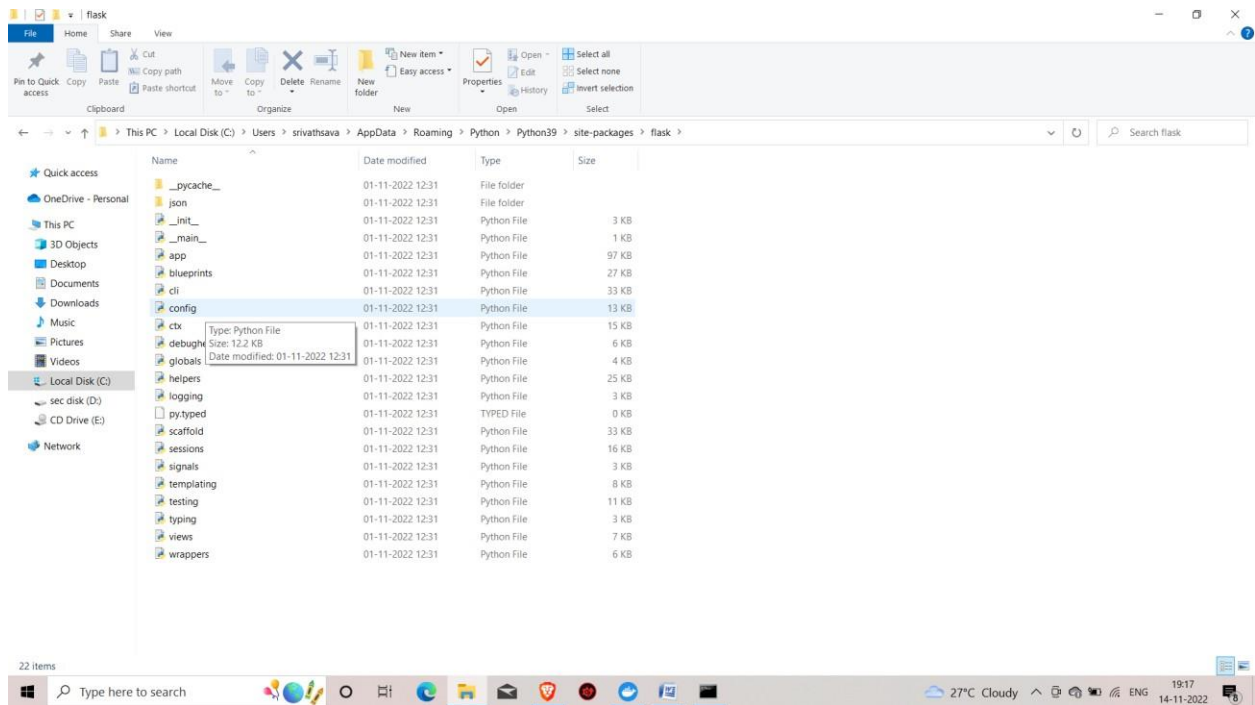 flask
File Home Share View
Pin to Quick access
Copy
Paste
Cut
Copy path
Paste shortcut
Clipboard
Move to
Copy to
Delete
Rename
Organize
New folder
New item
Easy access
New
Properties
Open
Edit
History
Open
Select all
Select none
Invert selection
Select
This PC > Local Disk (C:) > Users > srivathsava > AppData > Roaming > Python > Python39 > site-packages > flask >
Search flask
Quick access
OneDrive - Personal
This PC
3D Objects
Desktop
Documents
Downloads
Music
Pictures
Videos
Local Disk (C:)
sec disk (D:)
CD Drive (E:)
Network
Name Date modified Type Size
__pycache__ 01-11-2022 12:31 File folder
json 01-11-2022 12:31 File folder
__init__ 01-11-2022 12:31 Python File 3 KB
__main__ 01-11-2022 12:31 Python File 1 KB
app 01-11-2022 12:31 Python File 97 KB
blueprints 01-11-2022 12:31 Python File 27 KB
cli 01-11-2022 12:31 Python File 33 KB
config 01-11-2022 12:31 Python File 13 KB
ctx 01-11-2022 12:31 Python File 15 KB
debughe 01-11-2022 12:31 Python File 6 KB
globals 01-11-2022 12:31 Python File 4 KB
helpers 01-11-2022 12:31 Python File 25 KB
logging 01-11-2022 12:31 Python File 3 KB
py.typed 01-11-2022 12:31 TYPED File 0 KB
scaffold 01-11-2022 12:31 Python File 33 KB
sessions 01-11-2022 12:31 Python File 16 KB
signals 01-11-2022 12:31 Python File 3 KB
templating 01-11-2022 12:31 Python File 8 KB
testing 01-11-2022 12:31 Python File 11 KB
typing 01-11-2022 12:31 Python File 3 KB
views 01-11-2022 12:31 Python File 7 KB
wrappers 01-11-2022 12:31 Python File 6 KB
Type: Python File
Size: 12.2 KB
Date modified: 01-11-2022 12:31
22 items
Type here to search
27°C Cloudy
ENG
19:17
14-11-2022
8